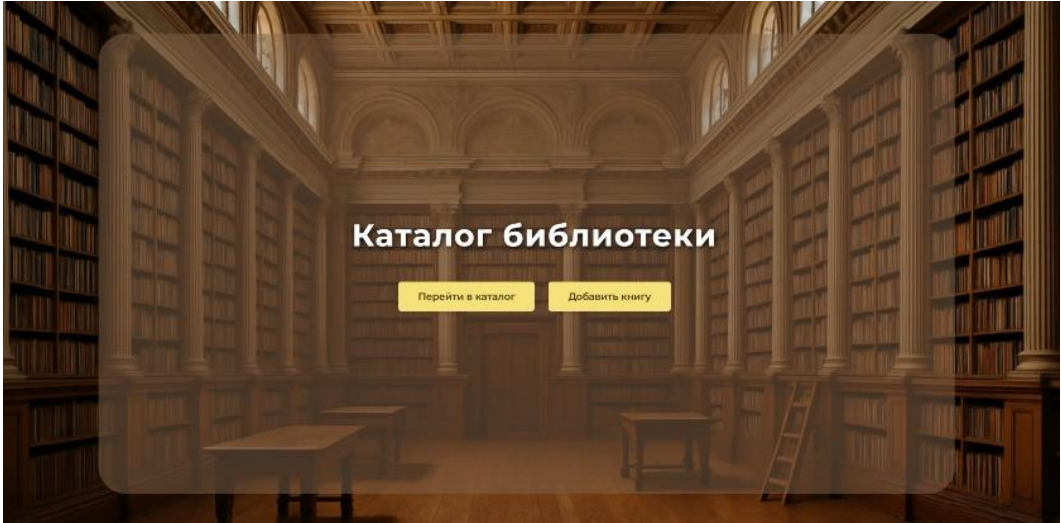 Каталог библиотеки
Перейти в каталог
Добавить книгу